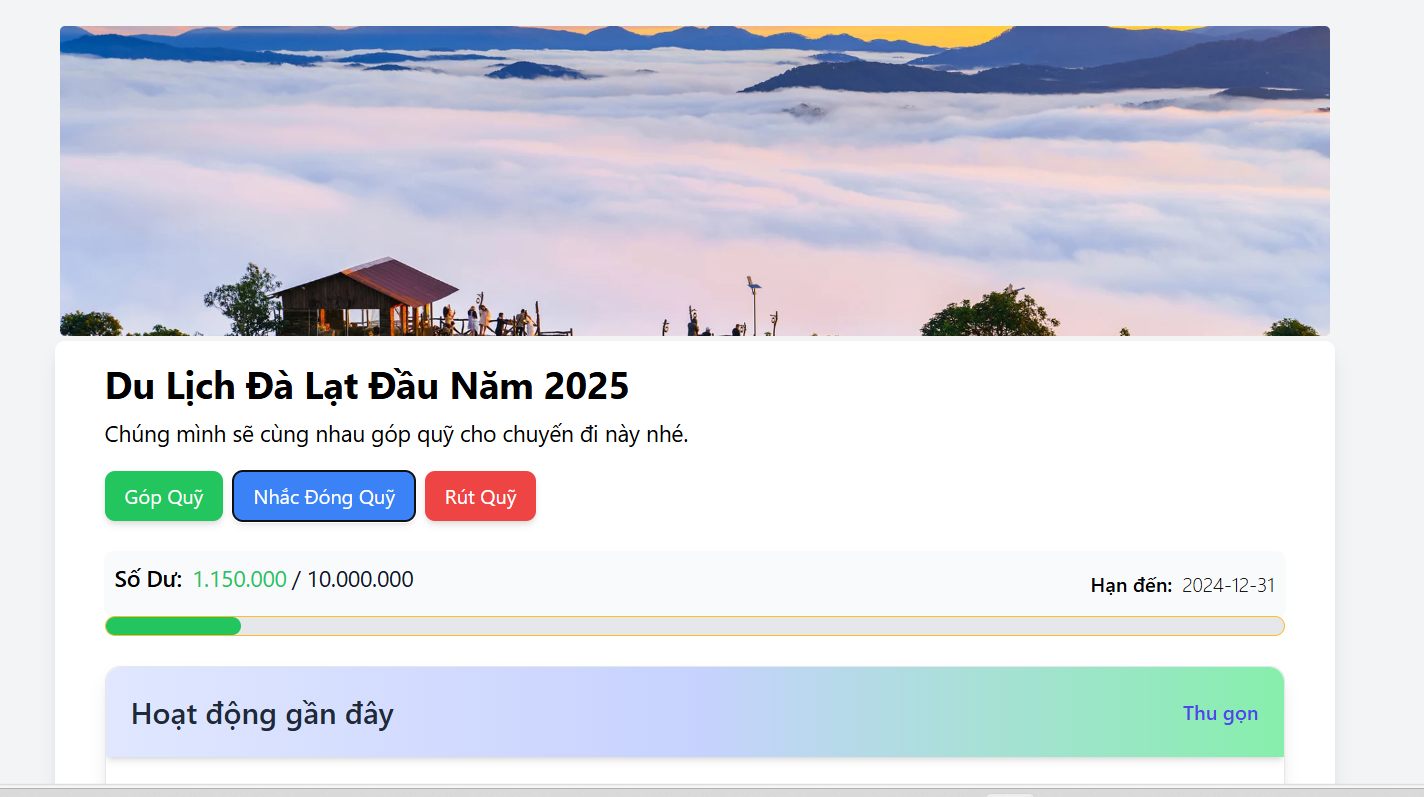 Du Lịch Đà Lạt Đầu Năm 2025
Chúng mình sẽ cùng nhau góp quỹ cho chuyến đi này nhé.
Góp Quỹ Nhắc Đóng Quỹ Rút Quỹ
Số Dư: 1.150.000 / 10.000.000 Hạn đến: 2024-12-31
Hoạt động gần đây Thu gọn